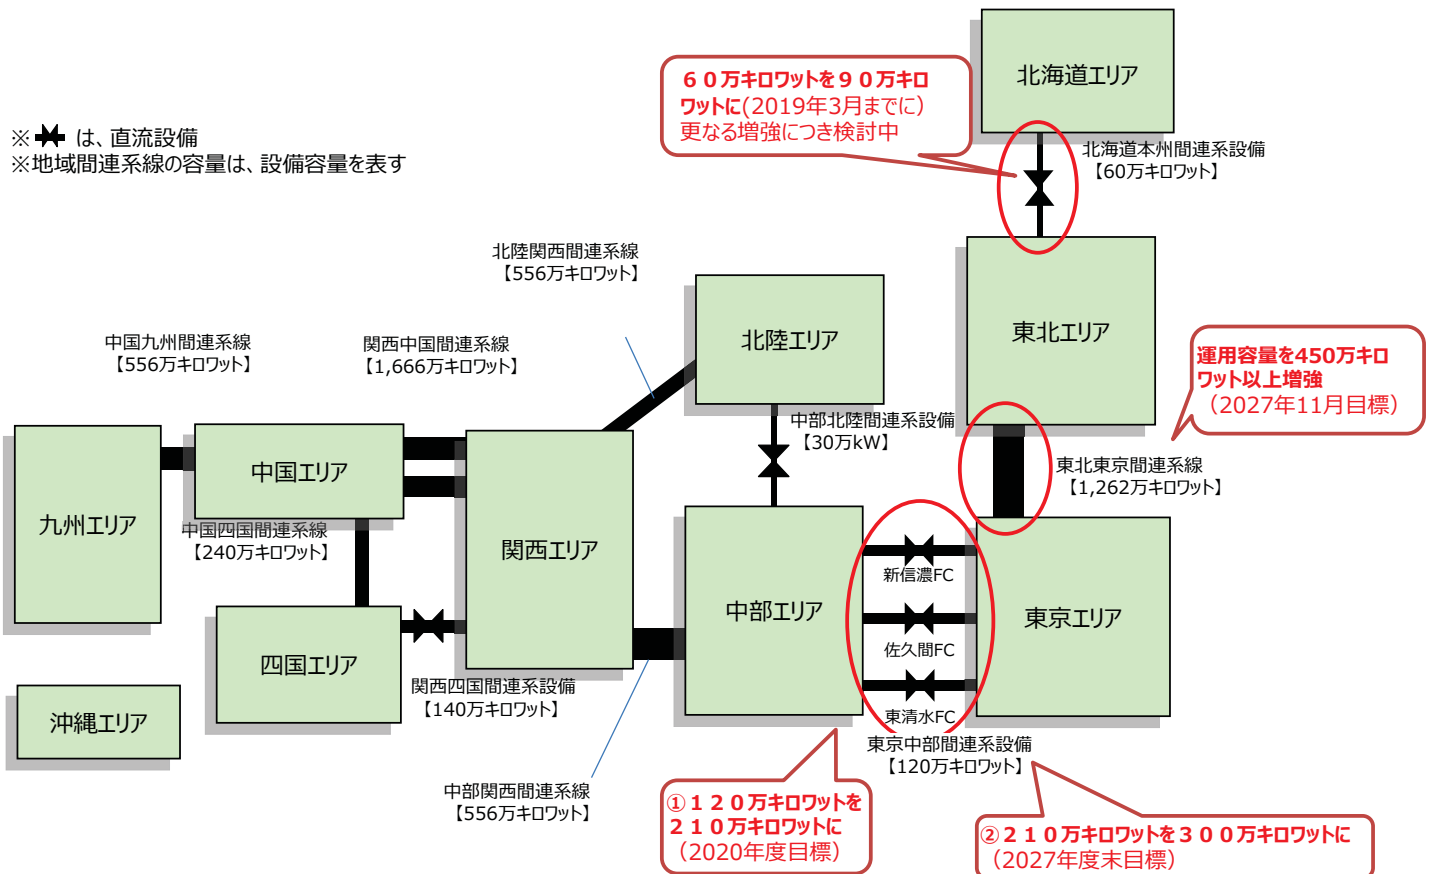 北海道エリア
６０万キロワットを９０万キロ
ワットに(2019年3月までに)
更なる増強につき検討中
※ は、直流設備
※地域間連系線の容量は、設備容量を表す
北海道本州間連系設備
【60万キロワット】
北陸関西間連系線
【556万キロワット】
東北エリア
北陸エリア
中国九州間連系線
【556万キロワット】
関西中国間連系線
【1,666万キロワット】
運用容量を450万キロ
ワット以上増強
（2027年11月目標）
中部北陸間連系設備
【30万kW】
東北東京間連系線
【1,262万キロワット】
中国エリア
九州エリア
中国四国間連系線
【240万キロワット】
関西エリア
新信濃FC
中部エリア
東京エリア
佐久間FC
四国エリア
関西四国間連系設備
【140万キロワット】
東清水FC
沖縄エリア
東京中部間連系設備
【120万キロワット】
中部関西間連系線
【556万キロワット】
①１２０万キロワットを
２１０万キロワットに
（2020年度目標）
②２１０万キロワットを３００万キロワットに
（2027年度末目標）